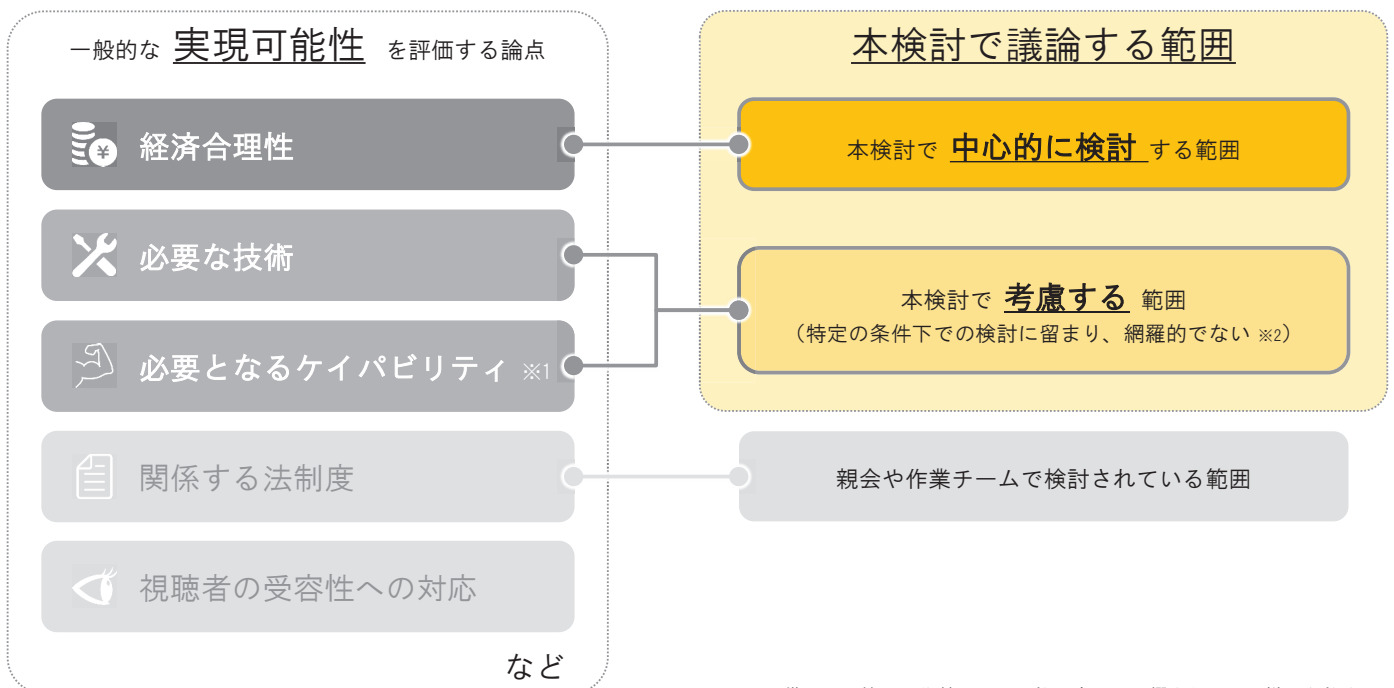 一般的な 実現可能性 を評価する論点
経済合理性
必要な技術
必要となるケイパビリティ ※1
関係する法制度
視聴者の受容性への対応
など
本検討で議論する範囲
本検討で 中心的に検討 する範囲
本検討で 考慮する 範囲
（特定の条件下での検討に留まり、網羅的でない ※2）
親会や作業チームで検討されている範囲